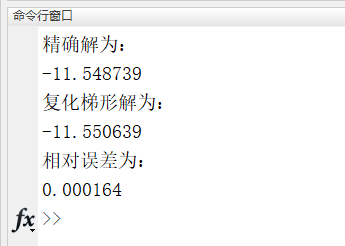 命令行窗口
精确解为:
-11.548739
复化梯形解为:
-11.550639
相对误差为:
0.000164
fx >>